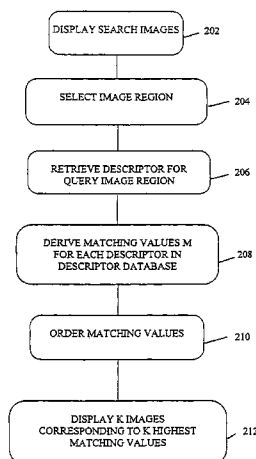 DISPLAY SEARCH IMAGES
202
SELECT IMAGE REGION
204
RETRIEVE DESCRIPTOR FOR
QUERY IMAGE REGION
206
DERIVE MATCHING VALUES M
FOR EACH DESCRIPTOR IN
DESCRIPTOR DATABASE
208
ORDER MATCHING VALUES
210
DISPLAY K IMAGES
CORRESPONDING TO K HIGHEST
MATCHING VALUES
212